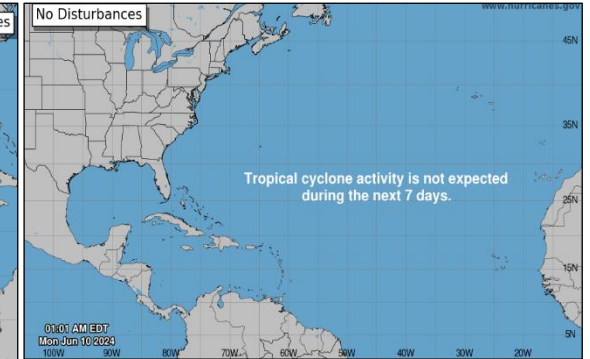 es
No Disturbances
www.hurricanes.gov
45N
35N
Tropical cyclone activity is not expected
during the next 7 days.
25N
15N
01:01 AM EDT
Mon Jun 10 2024
5N
100W 90W 80W 70W 60W 50W 40W 30W 20W